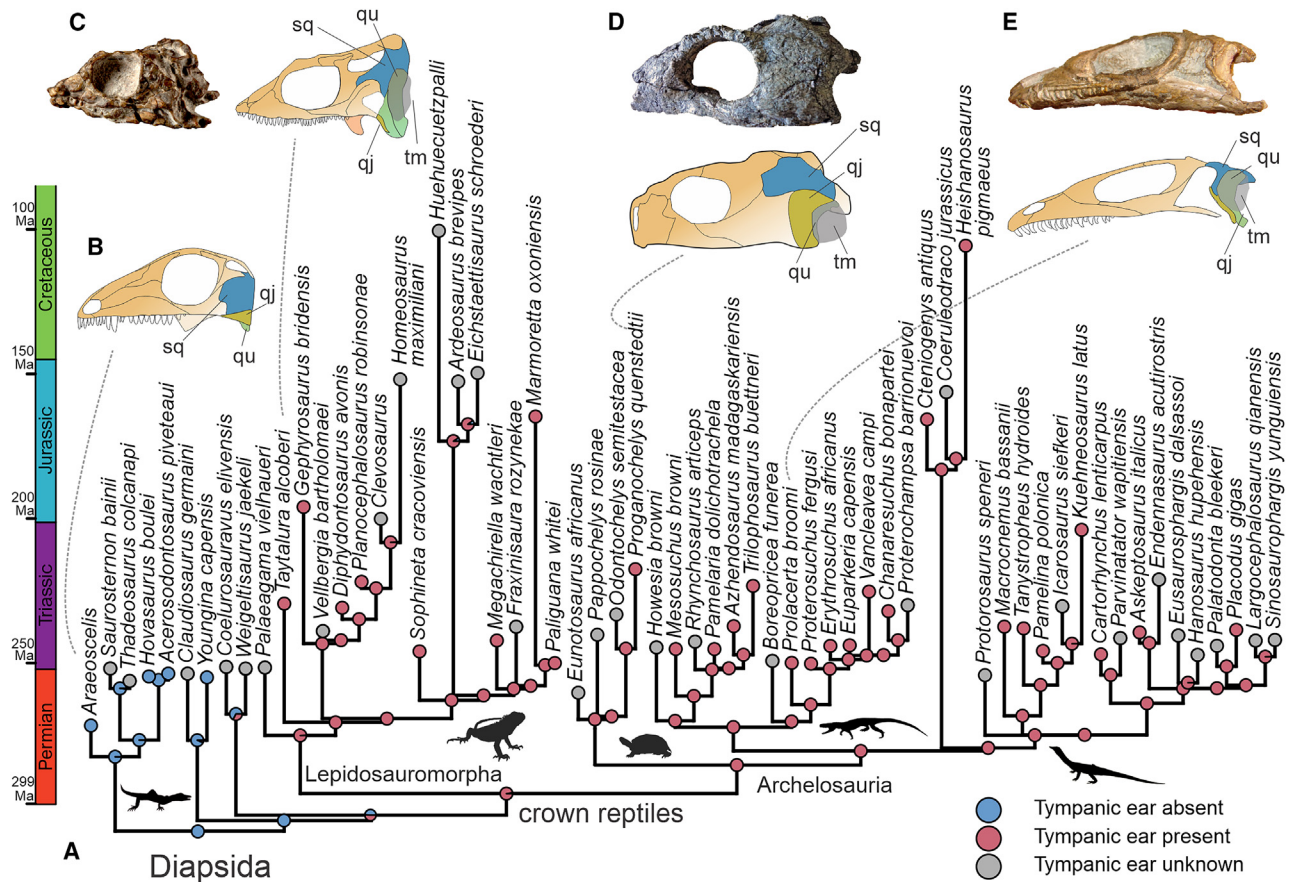 C
sq
qu
qj
tm
D
sq
qj
qu
tm
E
sq
qu
tm
qj
B
sq
qj
qu
100
Ma
150
Ma
200
Ma
250
Ma
299
Ma
Cretaceous
Jurassic
Triassic
Permian
Araeoscelis
Saurosternon bainii
Thadeosaurus colcanapi
Hovasaurus boulei
Acerosodontosaurus piveteaui
Claudiosaurus germaini
Youngina capensis
Coelurosauravus elivensis
Weigeltisaurus jaekeli
Palaeagama vielhaueri
Taytalura alcoberi
Gephyrosaurus bridensis
Vellbergia bartholomaei
Diphydontosaurus avonis
Planocephalosaurus robinsonae
Clevosaurus
Homeosaurus
maximiliani
Sophineta cracoviensis
Huehuecuetzpalli
Ardeosaurus brevipes
Eichstaettisaurus schroederi
Megachirella wachtleri
Fraxinisaura rozynekae
Marmoretta oxoniensis
Paliguana whitei
Eunotosaurus africanus
Pappochelys rosinae
Odontochelys semitestacea
Proganochelys quenstedtii
Howesia browni
Mesosuchus browni
Rhynchosaurus articeps
Pamelaria dolichotrachela
Azhendosaurus madagaskariensis
Trilophosaurus buettneri
Boreopricea funerea
Prolacerta broomi
Proterosuchus fergusi
Erythrosuchus africanus
Euparkeria capensis
Vancleavea campi
Chanaresuchus bonapartei
Proterochampsa barrionuevoi
Cteniogenys antiquus
Coeruleodraco jurassicus
Heishanosaurus
pigmaeus
Protorosaurus speneri
Macrocnemus bassanii
Tanystropheus hydroides
Pamelina polonica
Icarosaurus siefkeri
Kuehneosaurus latus
Cartorhynchus lenticarpus
Parvinatator wapitiensis
Askeptosaurus italicus
Endennasaurus acutirostris
Eusaurosphargis dalsassoi
Hanosaurus hupehensis
Palatodonta bleekeri
Placodus gigas
Largocephalosaurus qianensis
Sinosaurophargis yunguiensis
Lepidosauromorpha
Archelosauria
crown reptiles
Diapsida
A
Tympanic ear absent
Tympanic ear present
Tympanic ear unknown